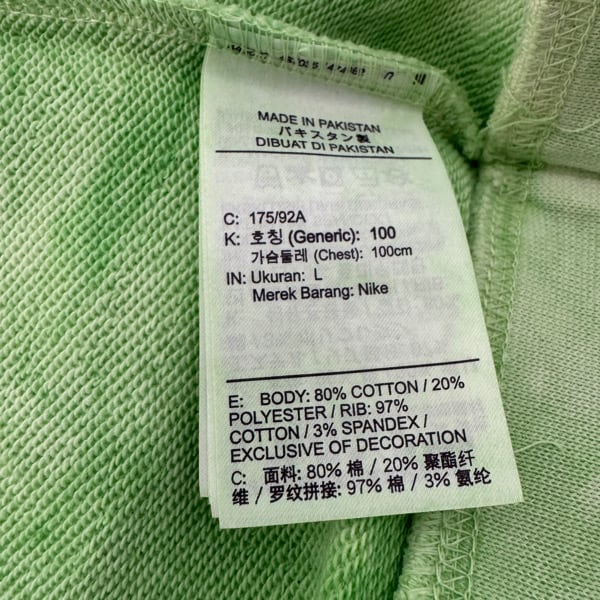 MADE IN PAKISTAN
パキスタン製
DIBUAT DI PAKISTAN
C: 175/92A
K: 호칭 (Generic): 100
가슴둘레 (Chest): 100cm
IN: Ukuran: L
Merek Barang: Nike
E: BODY: 80% COTTON / 20%
POLYESTER / RIB: 97%
COTTON / 3% SPANDEX /
EXCLUSIVE OF DECORATION
C: 面料: 80% 棉 / 20% 聚酯纤
维 / 罗纹拼接: 97% 棉 / 3% 氨纶